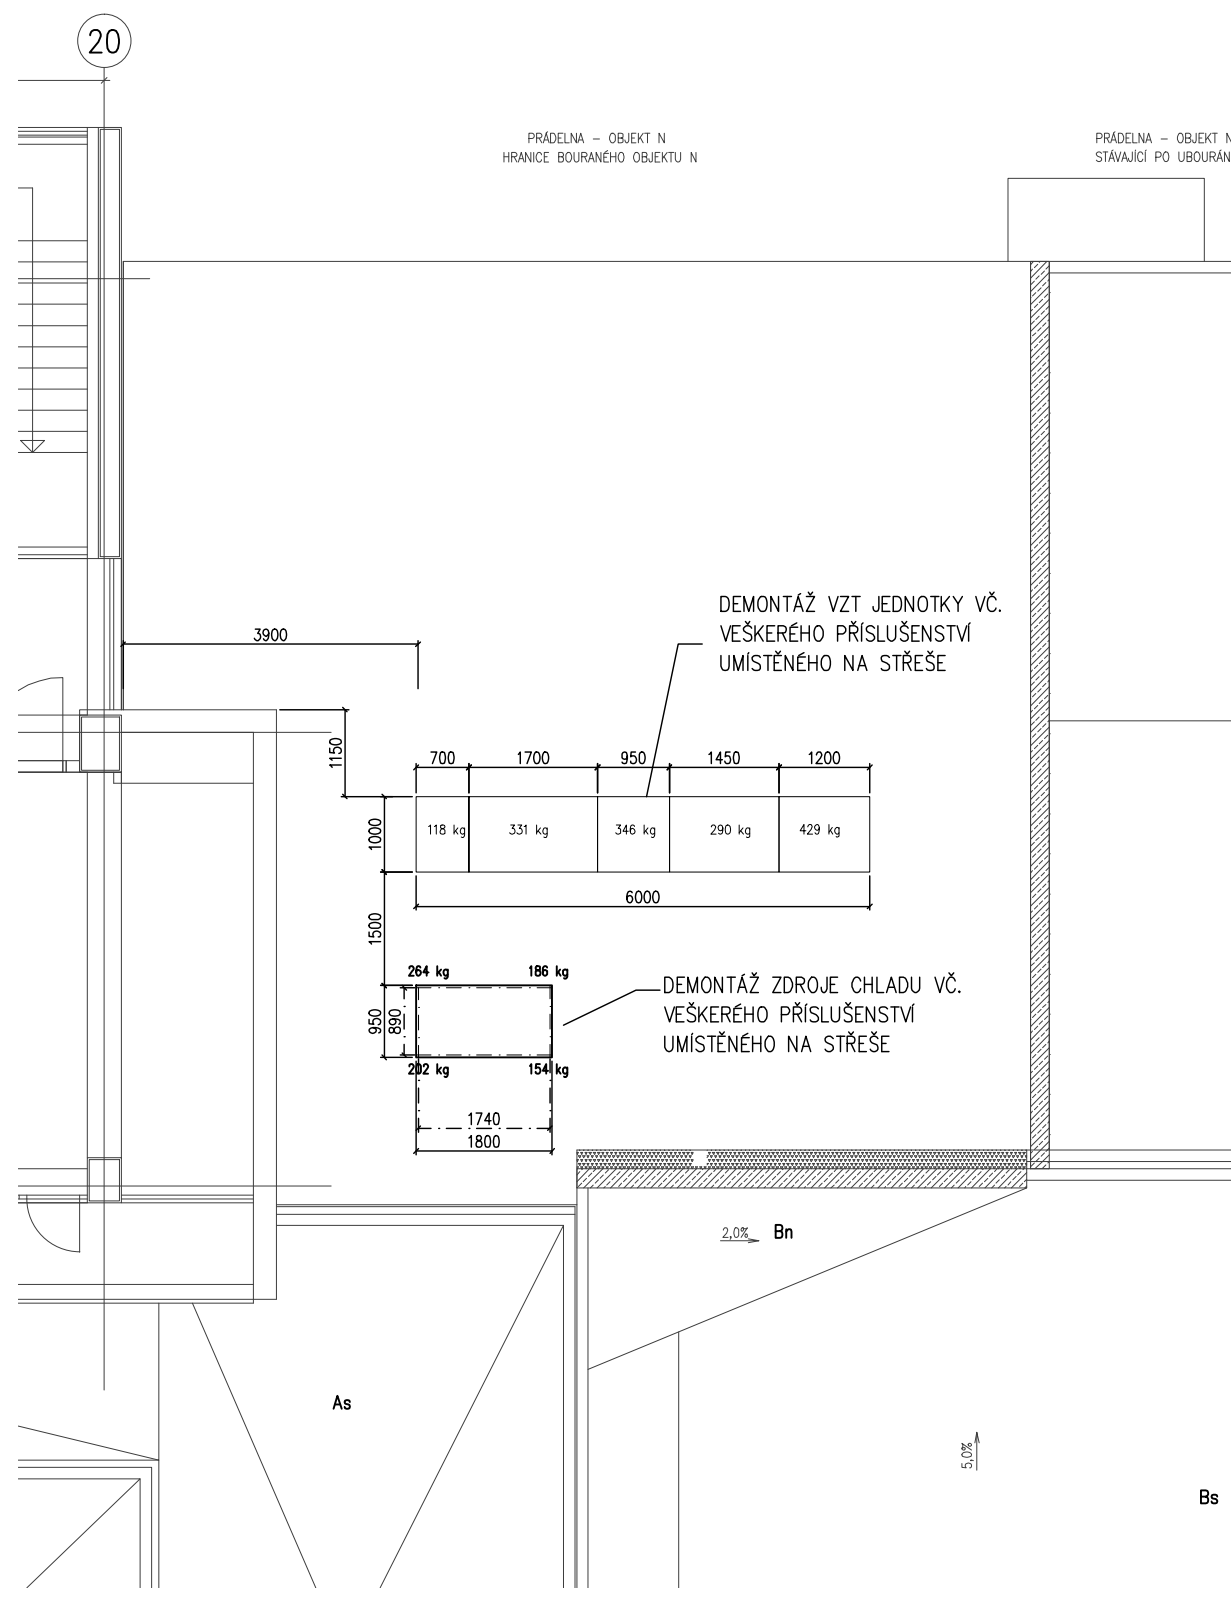 20
PRÁDELNA – OBJEKT N
HRANICE BOURANÉHO OBJEKTU N
PRÁDELNA – OBJEKT N
STÁVAJÍCÍ PO UBOURÁN
DEMONTÁŽ VZT JEDNOTKY VČ.
VEŠKERÉHO PŘÍSLUŠENSTVÍ
UMÍSTĚNÉHO NA STŘEŠE
3900
1150
700 1700 950 1450 1200
1000
118 kg 331 kg 346 kg 290 kg 429 kg
6000
1500
264 kg 186 kg
DEMONTÁŽ ZDROJE CHLADU VČ.
VEŠKERÉHO PŘÍSLUŠENSTVÍ
UMÍSTĚNÉHO NA STŘEŠE
950 890
202 kg 154 kg
1740
1800
2,0% Bn
As
5,0%
Bs